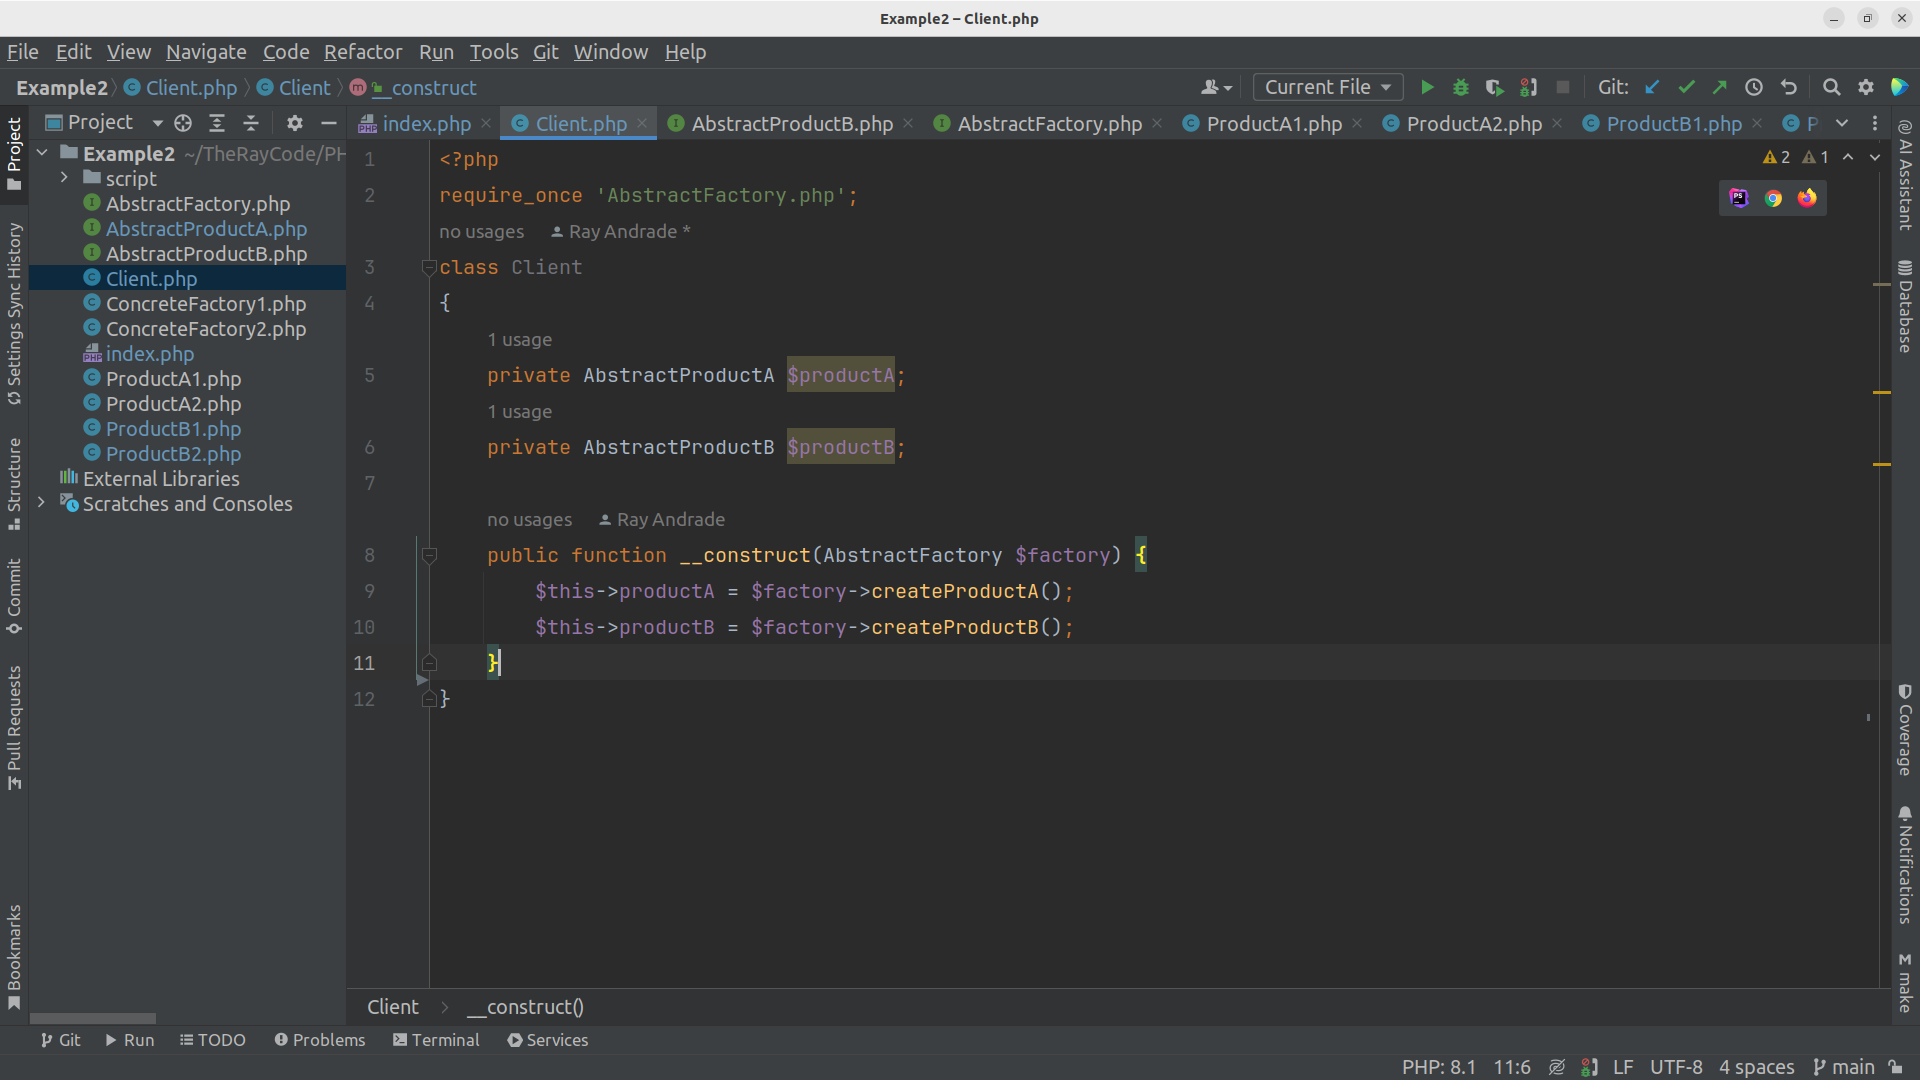 Example2 – Client.php
File Edit View Navigate Code Refactor Run Tools Git Window Help
Example2 Client.php Client __construct Current File Git:
Project
index.php Client.php AbstractProductB.php AbstractFactory.php ProductA1.php ProductA2.php ProductB1.php P
Example2 ~/TheRayCode/PH
script
AbstractFactory.php
AbstractProductA.php
AbstractProductB.php
Client.php
ConcreteFactory1.php
ConcreteFactory2.php
index.php
ProductA1.php
ProductA2.php
ProductB1.php
ProductB2.php
External Libraries
Scratches and Consoles
Project
Settings Sync History
Structure
Commit
Pull Requests
Bookmarks
2 1
1 <?php
2 require_once 'AbstractFactory.php';
no usages Ray Andrade *
3 class Client
4 {
1 usage
5 private AbstractProductA $productA;
1 usage
6 private AbstractProductB $productB;
7
no usages Ray Andrade
8 public function __construct(AbstractFactory $factory) {
9 $this->productA = $factory->createProductA();
10 $this->productB = $factory->createProductB();
11 }
12 }
AI Assistant
Database
Coverage
Notifications
make
Client __construct()
Git Run TODO Problems Terminal Services
PHP: 8.1 11:6 LF UTF-8 4 spaces main